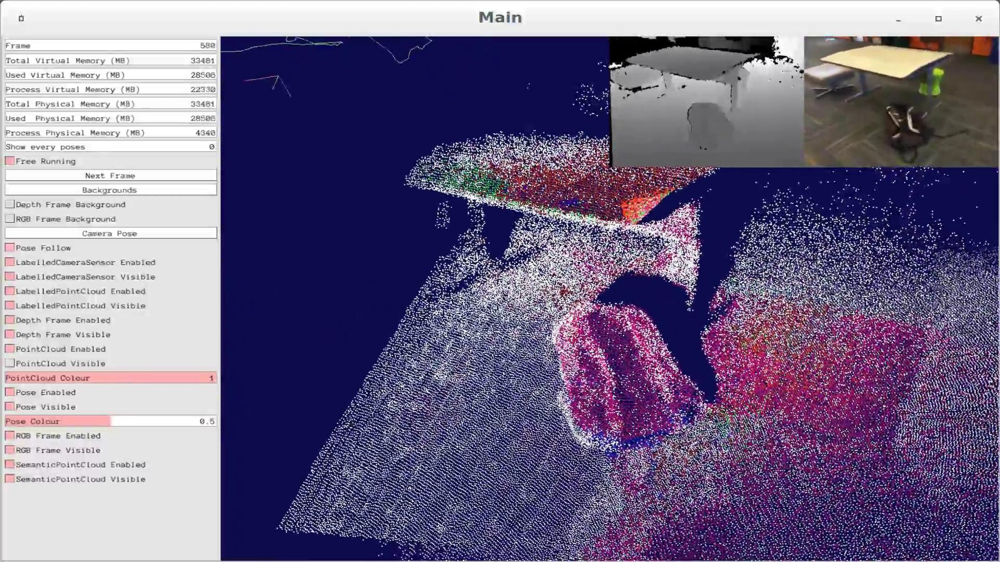 Main
Frame 580
Total Virtual Memory (MB) 33481
Used Virtual Memory (MB) 28506
Process Virtual Memory (MB) 22330
Total Physical Memory (MB) 33481
Used  Physical Memory (MB) 28506
Process Physical Memory (MB) 4340
Show every poses 0
Free Running
Next Frame
Backgrounds
Depth Frame Background
RGB Frame Background
Camera Pose
Pose Follow
LabelledCameraSensor Enabled
LabelledCameraSensor Visible
LabelledPointCloud Enabled
LabelledPointCloud Visible
Depth Frame Enabled
Depth Frame Visible
PointCloud Enabled
PointCloud Visible
PointCloud Colour 1
Pose Enabled
Pose Visible
Pose Colour 0.5
RGB Frame Enabled
RGB Frame Visible
SemanticPointCloud Enabled
SemanticPointCloud Visible